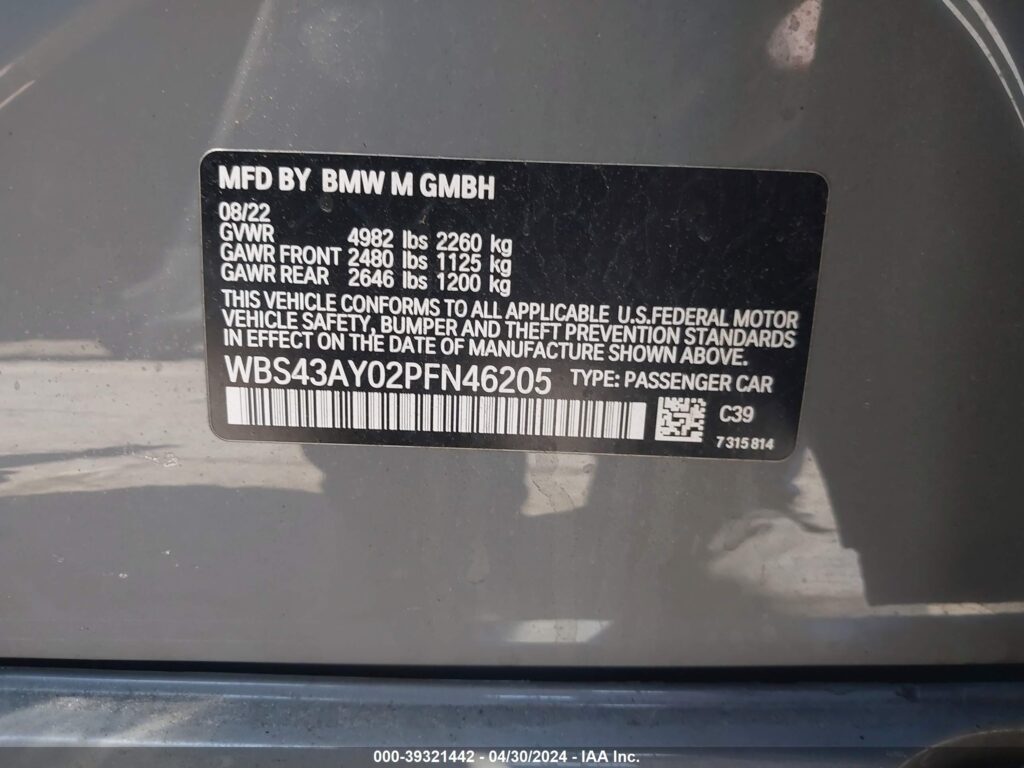 MFD BY BMW M GMBH
08/22
GVWR 4982 lbs 2260 kg
GAWR FRONT 2480 lbs 1125 kg
GAWR REAR 2646 lbs 1200 kg
THIS VEHICLE CONFORMS TO ALL APPLICABLE U.S.FEDERAL MOTOR
VEHICLE SAFETY, BUMPER AND THEFT PREVENTION STANDARDS
IN EFFECT ON THE DATE OF MANUFACTURE SHOWN ABOVE.
WBS43AY02PFN46205 TYPE: PASSENGER CAR
C39
7 315 814
000-39321442 - 04/30/2024 - IAA Inc.